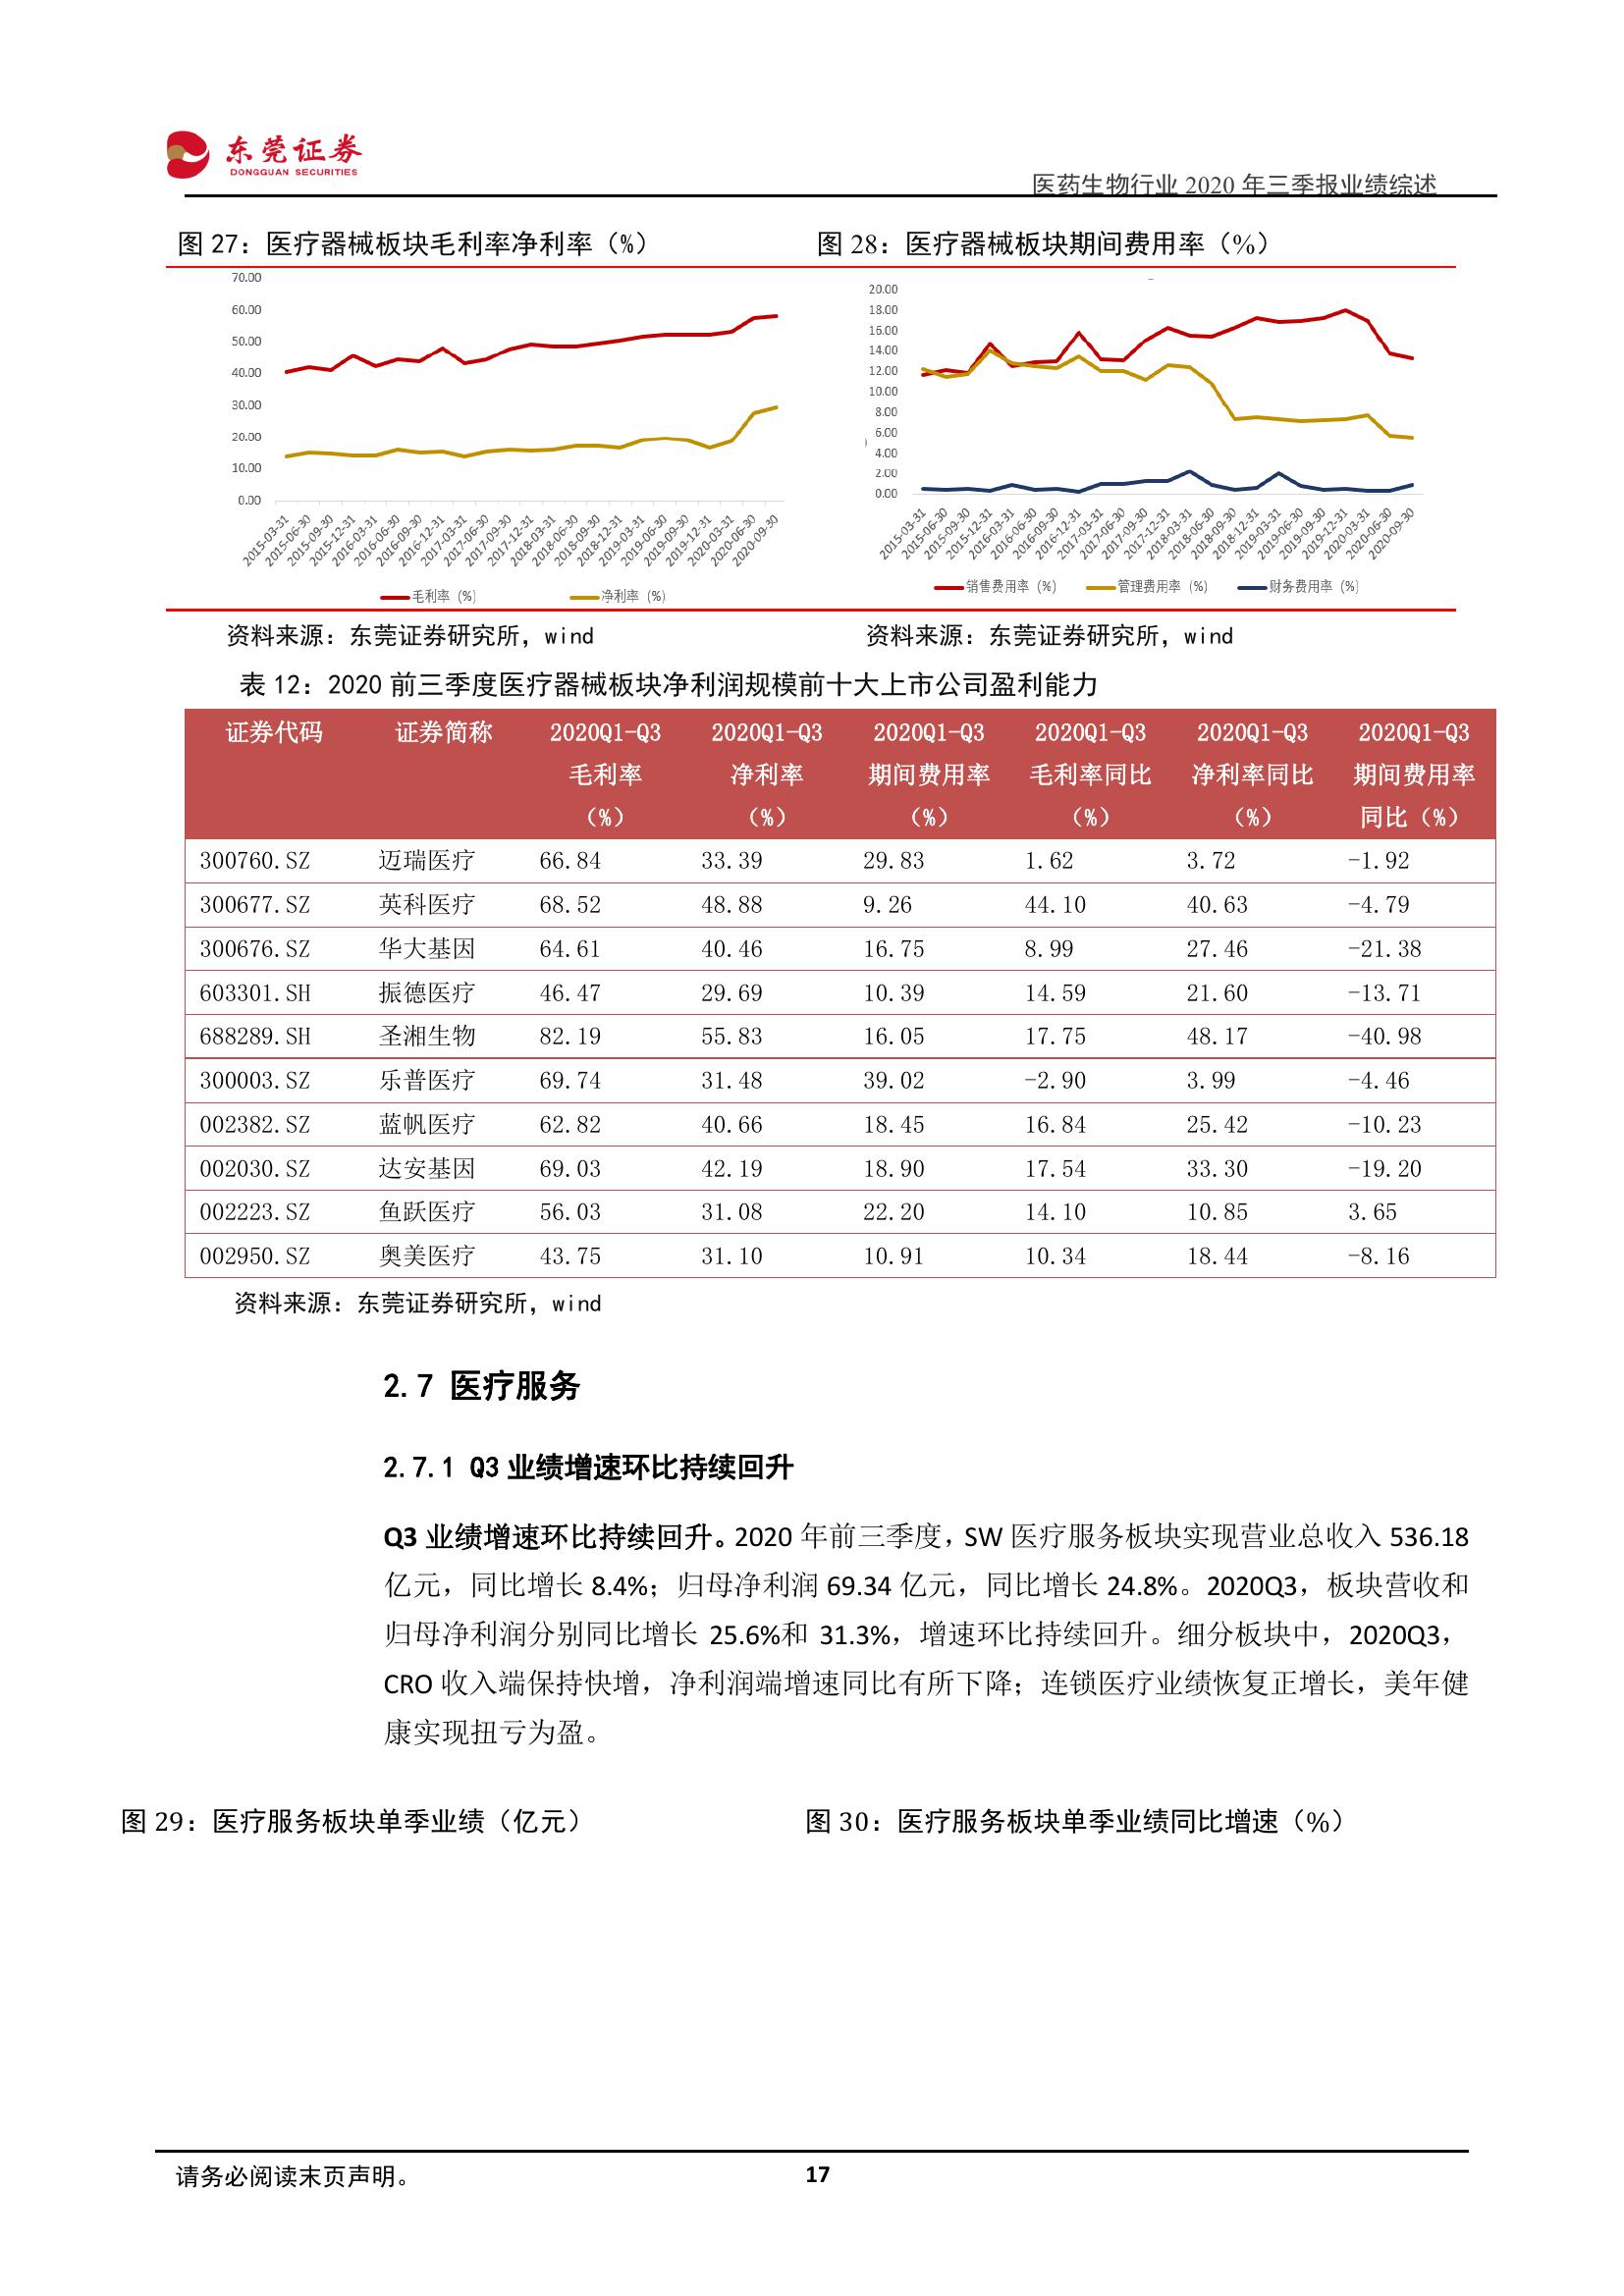 东莞证券
DONGGUAN SECURITIES
医药生物行业 2020 年三季报业绩综述
图 27：医疗器械板块毛利率净利率（%）
图 28：医疗器械板块期间费用率（%）
70.00
60.00
50.00
40.00
30.00
20.00
10.00
0.00
2015-03-31
2015-06-30
2015-09-30
2015-12-31
2016-03-31
2016-06-30
2016-09-30
2016-12-31
2017-03-31
2017-06-30
2017-09-30
2017-12-31
2018-03-31
2018-06-30
2018-09-30
2018-12-31
2019-03-31
2019-06-30
2019-09-30
2019-12-31
2020-03-31
2020-06-30
2020-09-30
毛利率（%） 净利率（%）
20.00
18.00
16.00
14.00
12.00
10.00
8.00
6.00
4.00
2.00
0.00
2015-03-31
2015-06-30
2015-09-30
2015-12-31
2016-03-31
2016-06-30
2016-09-30
2016-12-31
2017-03-31
2017-06-30
2017-09-30
2017-12-31
2018-03-31
2018-06-30
2018-09-30
2018-12-31
2019-03-31
2019-06-30
2019-09-30
2019-12-31
2020-03-31
2020-06-30
2020-09-30
销售费用率（%） 管理费用率（%） 财务费用率（%）
资料来源：东莞证券研究所，wind
资料来源：东莞证券研究所，wind
表 12：2020 前三季度医疗器械板块净利润规模前十大上市公司盈利能力
证券代码 证券简称 2020Q1-Q3 2020Q1-Q3 2020Q1-Q3 2020Q1-Q3 2020Q1-Q3 2020Q1-Q3
毛利率 净利率 期间费用率 毛利率同比 净利率同比 期间费用率
（%） （%） （%） （%） （%） 同比（%）
300760.SZ 迈瑞医疗 66.84 33.39 29.83 1.62 3.72 -1.92
300677.SZ 英科医疗 68.52 48.88 9.26 44.10 40.63 -4.79
300676.SZ 华大基因 64.61 40.46 16.75 8.99 27.46 -21.38
603301.SH 振德医疗 46.47 29.69 10.39 14.59 21.60 -13.71
688289.SH 圣湘生物 82.19 55.83 16.05 17.75 48.17 -40.98
300003.SZ 乐普医疗 69.74 31.48 39.02 -2.90 3.99 -4.46
002382.SZ 蓝帆医疗 62.82 40.66 18.45 16.84 25.42 -10.23
002030.SZ 达安基因 69.03 42.19 18.90 17.54 33.30 -19.20
002223.SZ 鱼跃医疗 56.03 31.08 22.20 14.10 10.85 3.65
002950.SZ 奥美医疗 43.75 31.10 10.91 10.34 18.44 -8.16
资料来源：东莞证券研究所，wind
2.7 医疗服务
2.7.1 Q3 业绩增速环比持续回升
Q3 业绩增速环比持续回升。2020 年前三季度，SW 医疗服务板块实现营业总收入 536.18
亿元，同比增长 8.4%；归母净利润 69.34 亿元，同比增长 24.8%。2020Q3，板块营收和
归母净利润分别同比增长 25.6%和 31.3%，增速环比持续回升。细分板块中，2020Q3，
CRO 收入端保持快增，净利润端增速同比有所下降；连锁医疗业绩恢复正增长，美年健
康实现扭亏为盈。
图 29：医疗服务板块单季业绩（亿元）
图 30：医疗服务板块单季业绩同比增速（%）
请务必阅读末页声明。
17